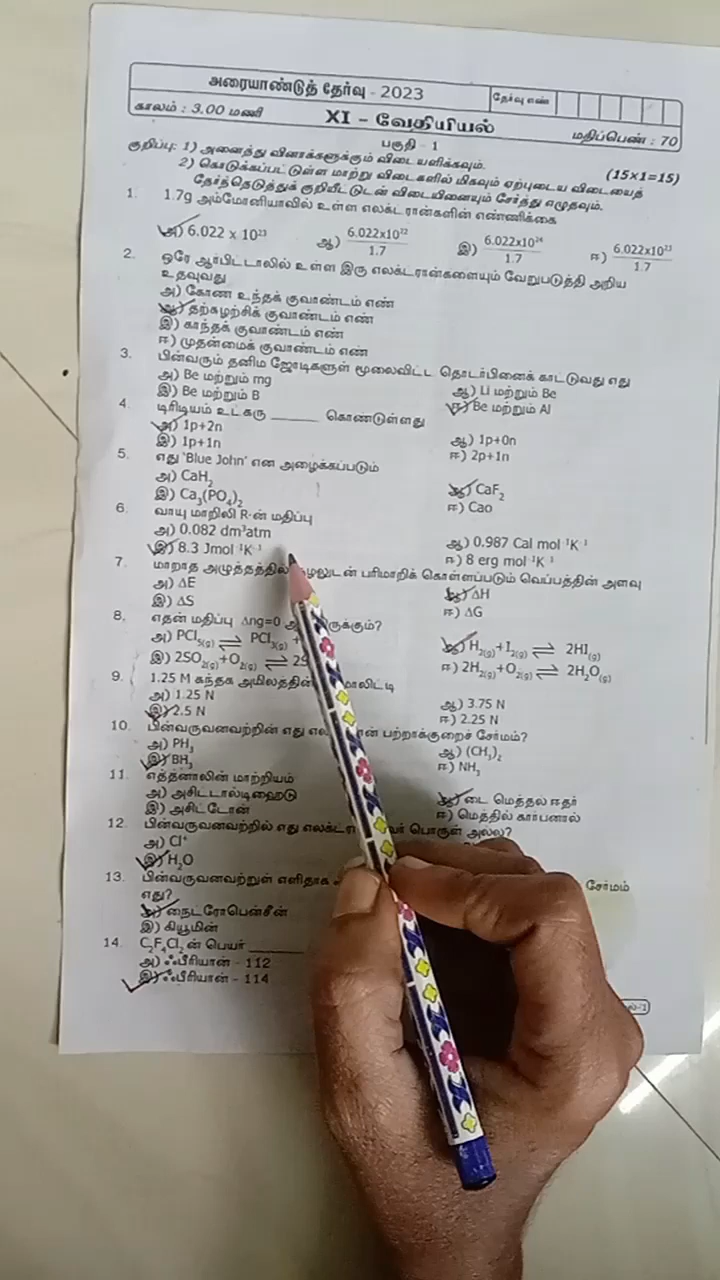 அரையாண்டுத் தேர்வு - 2023
தேர்வு எண்
காலம் : 3.00 மணி
XI - வேதியியல்
மதிப்பெண் : 70
பகுதி - 1
குறிப்பு: 1) அனைத்து வினாக்களுக்கும் விடையளிக்கவும்.
(15x1=15)
2) கொடுக்கப்பட்டுள்ள மாற்று விடைகளில் மிகவும் ஏற்புடைய விடையைத்
தேர்ந்தெடுத்துக் குறியீட்டுடன் விடையினையும் சேர்த்து எழுதவும்.
1. 1.7g அம்மோனியாவில் உள்ள எலக்ட்ரான்களின் எண்ணிக்கை
அ) 6.022 x 10²³ ஆ) 6.022x10²²/1.7 இ) 6.022x10²⁴/1.7 ஈ) 6.022x10²³/1.7
2. ஒரே ஆர்பிட்டாலில் உள்ள இரு எலக்ட்ரான்களையும் வேறுபடுத்தி அறிய
உதவுவது
அ) கோண உந்தக் குவாண்டம் எண்
ஆ) தற்சுழற்சிக் குவாண்டம் எண்
இ) காந்தக் குவாண்டம் எண்
ஈ) முதன்மைக் குவாண்டம் எண்
3. பின்வரும் தனிம ஜோடிகளுள் மூலைவிட்ட தொடர்பினைக் காட்டுவது எது
அ) Be மற்றும் mg ஆ) Li மற்றும் Be
இ) Be மற்றும் B ஈ) Be மற்றும் Al
4. டிரிடியம் உட்கரு ______ கொண்டுள்ளது
அ) 1p+2n ஆ) 1p+0n
இ) 1p+1n ஈ) 2p+1n
5. எது 'Blue John' என அழைக்கப்படும்
அ) CaH₂ ஆ) CaF₂
இ) Ca₃(PO₄)₂ ஈ) Cao
6. வாயு மாறிலி R-ன் மதிப்பு
அ) 0.082 dm³atm ஆ) 0.987 Cal mol⁻¹K⁻¹
இ) 8.3 Jmol⁻¹K⁻¹ ஈ) 8 erg mol⁻¹K⁻¹
7. மாறாத அழுத்தத்தில் சூழலுடன் பரிமாறிக் கொள்ளப்படும் வெப்பத்தின் அளவு
அ) ΔE ஆ) ΔH
இ) ΔS ஈ) ΔG
8. எதன் மதிப்பு Δng=0 ருக்கும்?
அ) PCl₅(g) ⇌ PCl₃(g) + ஆ) H₂(g)+I₂(g) ⇌ 2HI(g)
இ) 2SO₂(g)+O₂(g) ⇌ 2S ஈ) 2H₂(g)+O₂(g) ⇌ 2H₂O(g)
9. 1.25 M கந்தக அமிலத்தின் மாலிட்டி
அ) 1.25 N ஆ) 3.75 N
இ) 2.5 N ஈ) 2.25 N
10. பின்வருவனவற்றின் எது எல ன் பற்றாக்குறைச் சேர்மம்?
அ) PH₃ ஆ) (CH₃)₂
இ) BH₃ ஈ) NH₃
11. எத்தனாலின் மாற்றியம்
அ) அசிட்டால்டிஹைடு ஆ) டை மெத்தில் ஈதர்
இ) அசிட்டோன் ஈ) மெத்தில் கார்பனால்
12. பின்வருவனவற்றில் எது எலக்ட்ர வர் பொருள் அல்ல?
அ) Cl⁺
இ) H₂O
13. பின்வருவனவற்றுள் எளிதாக சேர்மம்
எது?
அ) நைட்ரோபென்சீன்
இ) கியூமின்
14. C₂F₄Cl₂ ன் பெயர் ______
அ) ஃப்ரீயான் - 112
இ) ஃப்ரீயான் - 114